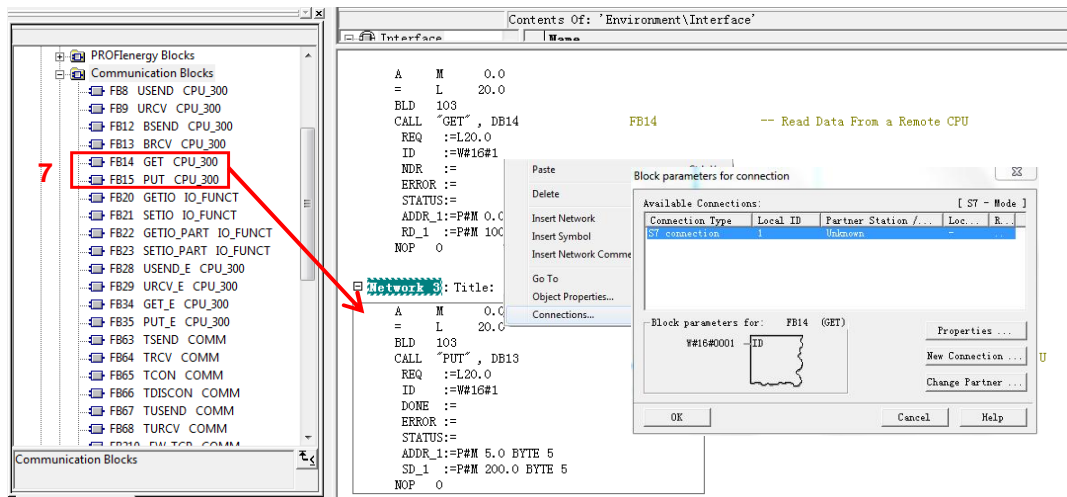 PROFIenergy Blocks
Communication Blocks
FB8 USEND CPU_300
FB9 URCV CPU_300
FB12 BSEND CPU_300
FB13 BRCV CPU_300
FB14 GET CPU_300
FB15 PUT CPU_300
FB20 GETIO IO_FUNCT
FB21 SETIO IO_FUNCT
FB22 GETIO_PART IO_FUNCT
FB23 SETIO_PART IO_FUNCT
FB28 USEND_E CPU_300
FB29 URCV_E CPU_300
FB34 GET_E CPU_300
FB35 PUT_E CPU_300
FB63 TSEND COMM
FB64 TRCV COMM
FB65 TCON COMM
FB66 TDISCON COMM
FB67 TUSEND COMM
FB68 TURCV COMM
Communication Blocks
7
Contents Of: 'Environment\Interface'
Interface
Name
A M 0.0
= L 20.0
BLD 103
CALL "GET" , DB14 FB14 -- Read Data From a Remote CPU
REQ :=L20.0
ID :=W#16#1
NDR :=
ERROR :=
STATUS:=
ADDR_1:=P#M 0.0
RD_1 :=P#M 100
NOP 0
Network 3: Title:
A M 0.0
= L 20.0
BLD 103
CALL "PUT" , DB13
REQ :=L20.0
ID :=W#16#1
DONE :=
ERROR :=
STATUS:=
ADDR_1:=P#M 5.0 BYTE 5
SD_1 :=P#M 200.0 BYTE 5
NOP 0
Paste
Delete
Insert Network
Insert Symbol
Insert Network Comme
Go To
Object Properties...
Connections...
Block parameters for connection
Available Connections: [ S7 - Mode ]
Connection Type Local ID Partner Station /... Loc... R...
S7 connection 1 Unknown - ...
Block parameters for: FB14 (GET)
W#16#0001 ID
Properties ...
New Connection ...
U
Change Partner ...
OK Cancel Help